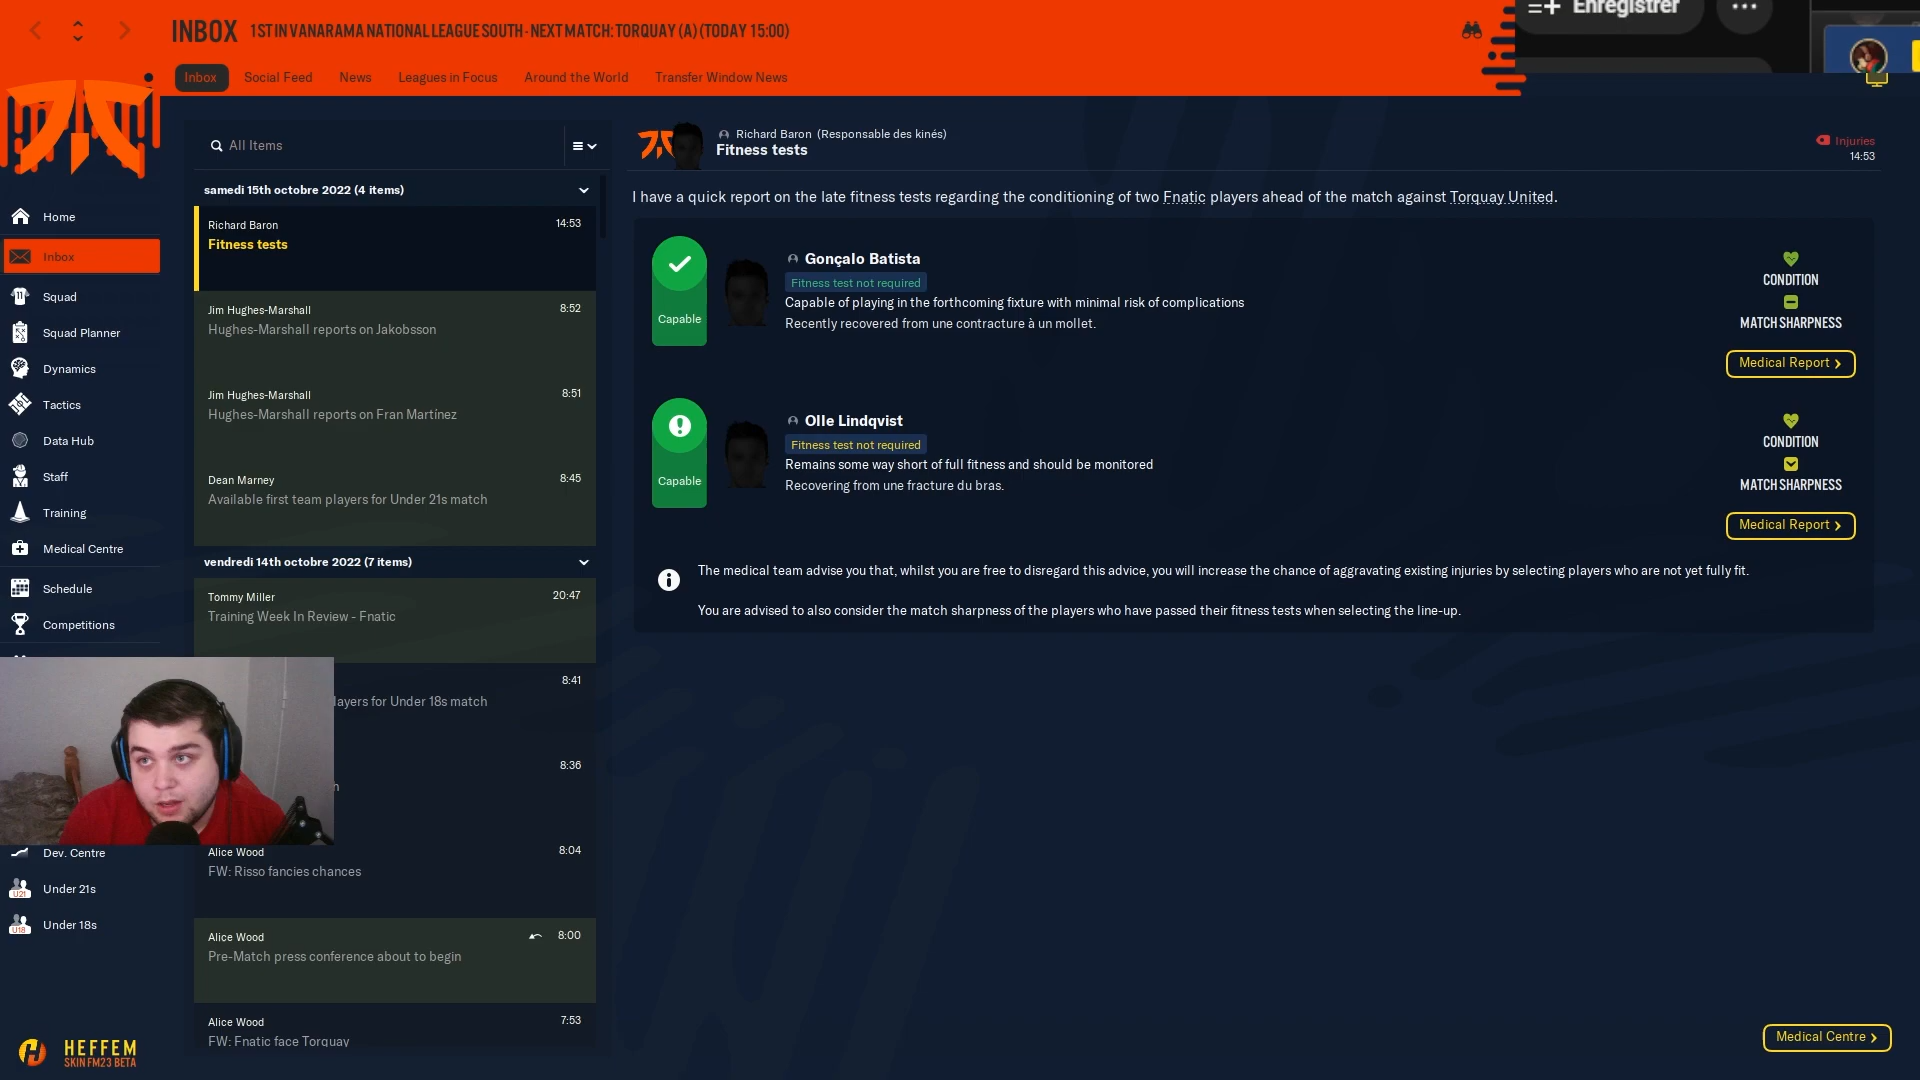 INBOX
1ST IN VANARAMA NATIONAL LEAGUE SOUTH - NEXT MATCH: TORQUAY (A) (TODAY 15:00)
Enregistrer
Inbox
Social Feed
News
Leagues in Focus
Around the World
Transfer Window News
Home
Inbox
Squad
Squad Planner
Dynamics
Tactics
Data Hub
Staff
Training
Medical Centre
Schedule
Competitions
Dev. Centre
U21
Under 21s
U18
Under 18s
HEFFEM
SKIN FM23 BETA
All Items
samedi 15th octobre 2022 (4 items)
Richard Baron 14:53
Fitness tests
Jim Hughes-Marshall 8:52
Hughes-Marshall reports on Jakobsson
Jim Hughes-Marshall 8:51
Hughes-Marshall reports on Fran Martínez
Dean Marney 8:45
Available first team players for Under 21s match
vendredi 14th octobre 2022 (7 items)
Tommy Miller 20:47
Training Week In Review - Fnatic
8:41
layers for Under 18s match
8:36
Alice Wood 8:04
FW: Risso fancies chances
Alice Wood 8:00
Pre-Match press conference about to begin
Alice Wood 7:53
FW: Fnatic face Torquay
Richard Baron (Responsable des kinés)
Fitness tests
Injuries
14:53
I have a quick report on the late fitness tests regarding the conditioning of two Fnatic players ahead of the match against Torquay United.
Capable
Gonçalo Batista
Fitness test not required
Capable of playing in the forthcoming fixture with minimal risk of complications
Recently recovered from une contracture à un mollet.
CONDITION
MATCH SHARPNESS
Medical Report
Capable
Olle Lindqvist
Fitness test not required
Remains some way short of full fitness and should be monitored
Recovering from une fracture du bras.
CONDITION
MATCH SHARPNESS
Medical Report
The medical team advise you that, whilst you are free to disregard this advice, you will increase the chance of aggravating existing injuries by selecting players who are not yet fully fit.
You are advised to also consider the match sharpness of the players who have passed their fitness tests when selecting the line-up.
Medical Centre